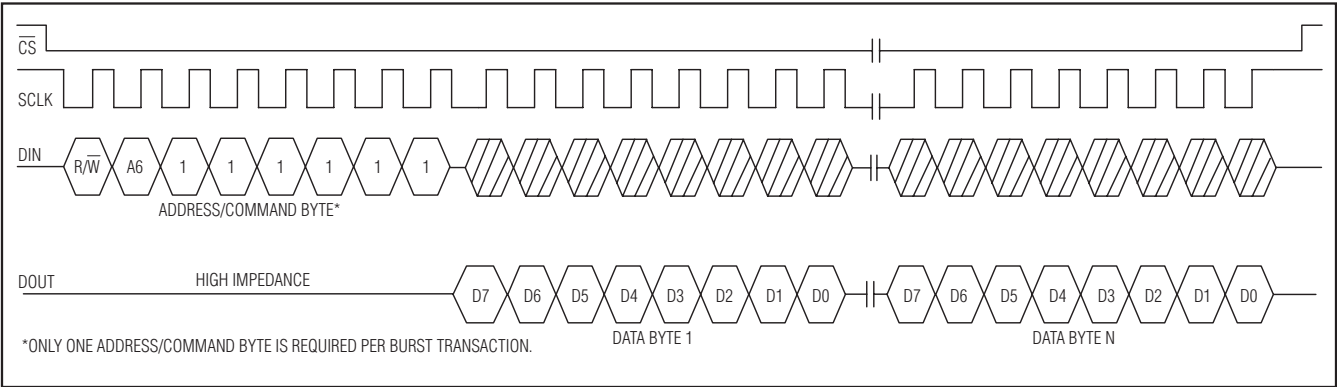 C̅S̅
SCLK
DIN R/W̅ A6 1 1 1 1 1 1
ADDRESS/COMMAND BYTE*
DOUT HIGH IMPEDANCE D7 D6 D5 D4 D3 D2 D1 D0 D7 D6 D5 D4 D3 D2 D1 D0
DATA BYTE 1 DATA BYTE N
*ONLY ONE ADDRESS/COMMAND BYTE IS REQUIRED PER BURST TRANSACTION.